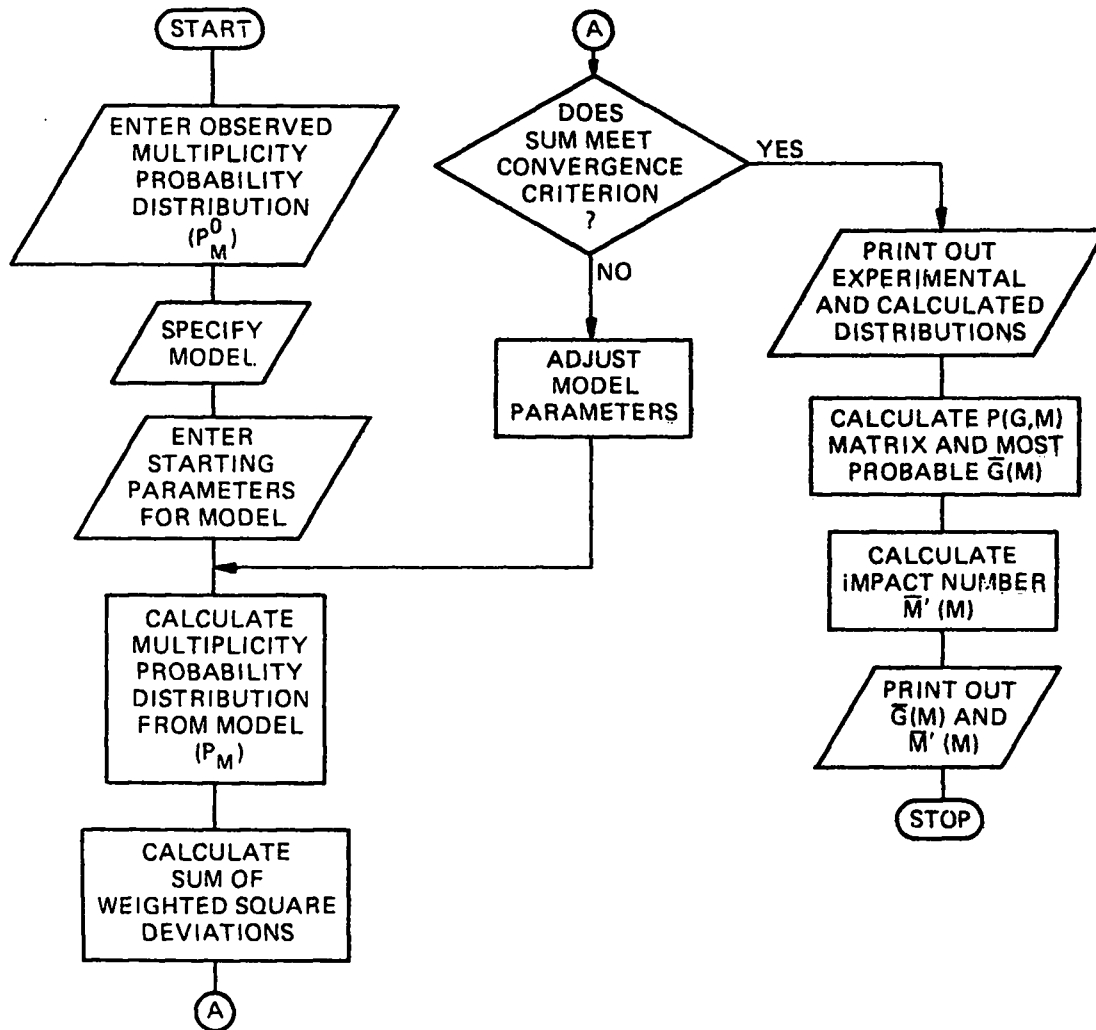 START
ENTER OBSERVED
MULTIPLICITY
PROBABILITY
DISTRIBUTION
(P⁰_M)
SPECIFY
MODEL
ENTER
STARTING
PARAMETERS
FOR MODEL
CALCULATE
MULTIPLICITY
PROBABILITY
DISTRIBUTION
FROM MODEL
(P_M)
CALCULATE
SUM OF
WEIGHTED SQUARE
DEVIATIONS
A
A
DOES
SUM MEET
CONVERGENCE
CRITERION
?
YES
NO
ADJUST
MODEL
PARAMETERS
PRINT OUT
EXPERIMENTAL
AND CALCULATED
DISTRIBUTIONS
CALCULATE P(G,M)
MATRIX AND MOST
PROBABLE G̅(M)
CALCULATE
IMPACT NUMBER
M̅' (M)
PRINT OUT
G̅(M) AND
M̅' (M)
STOP